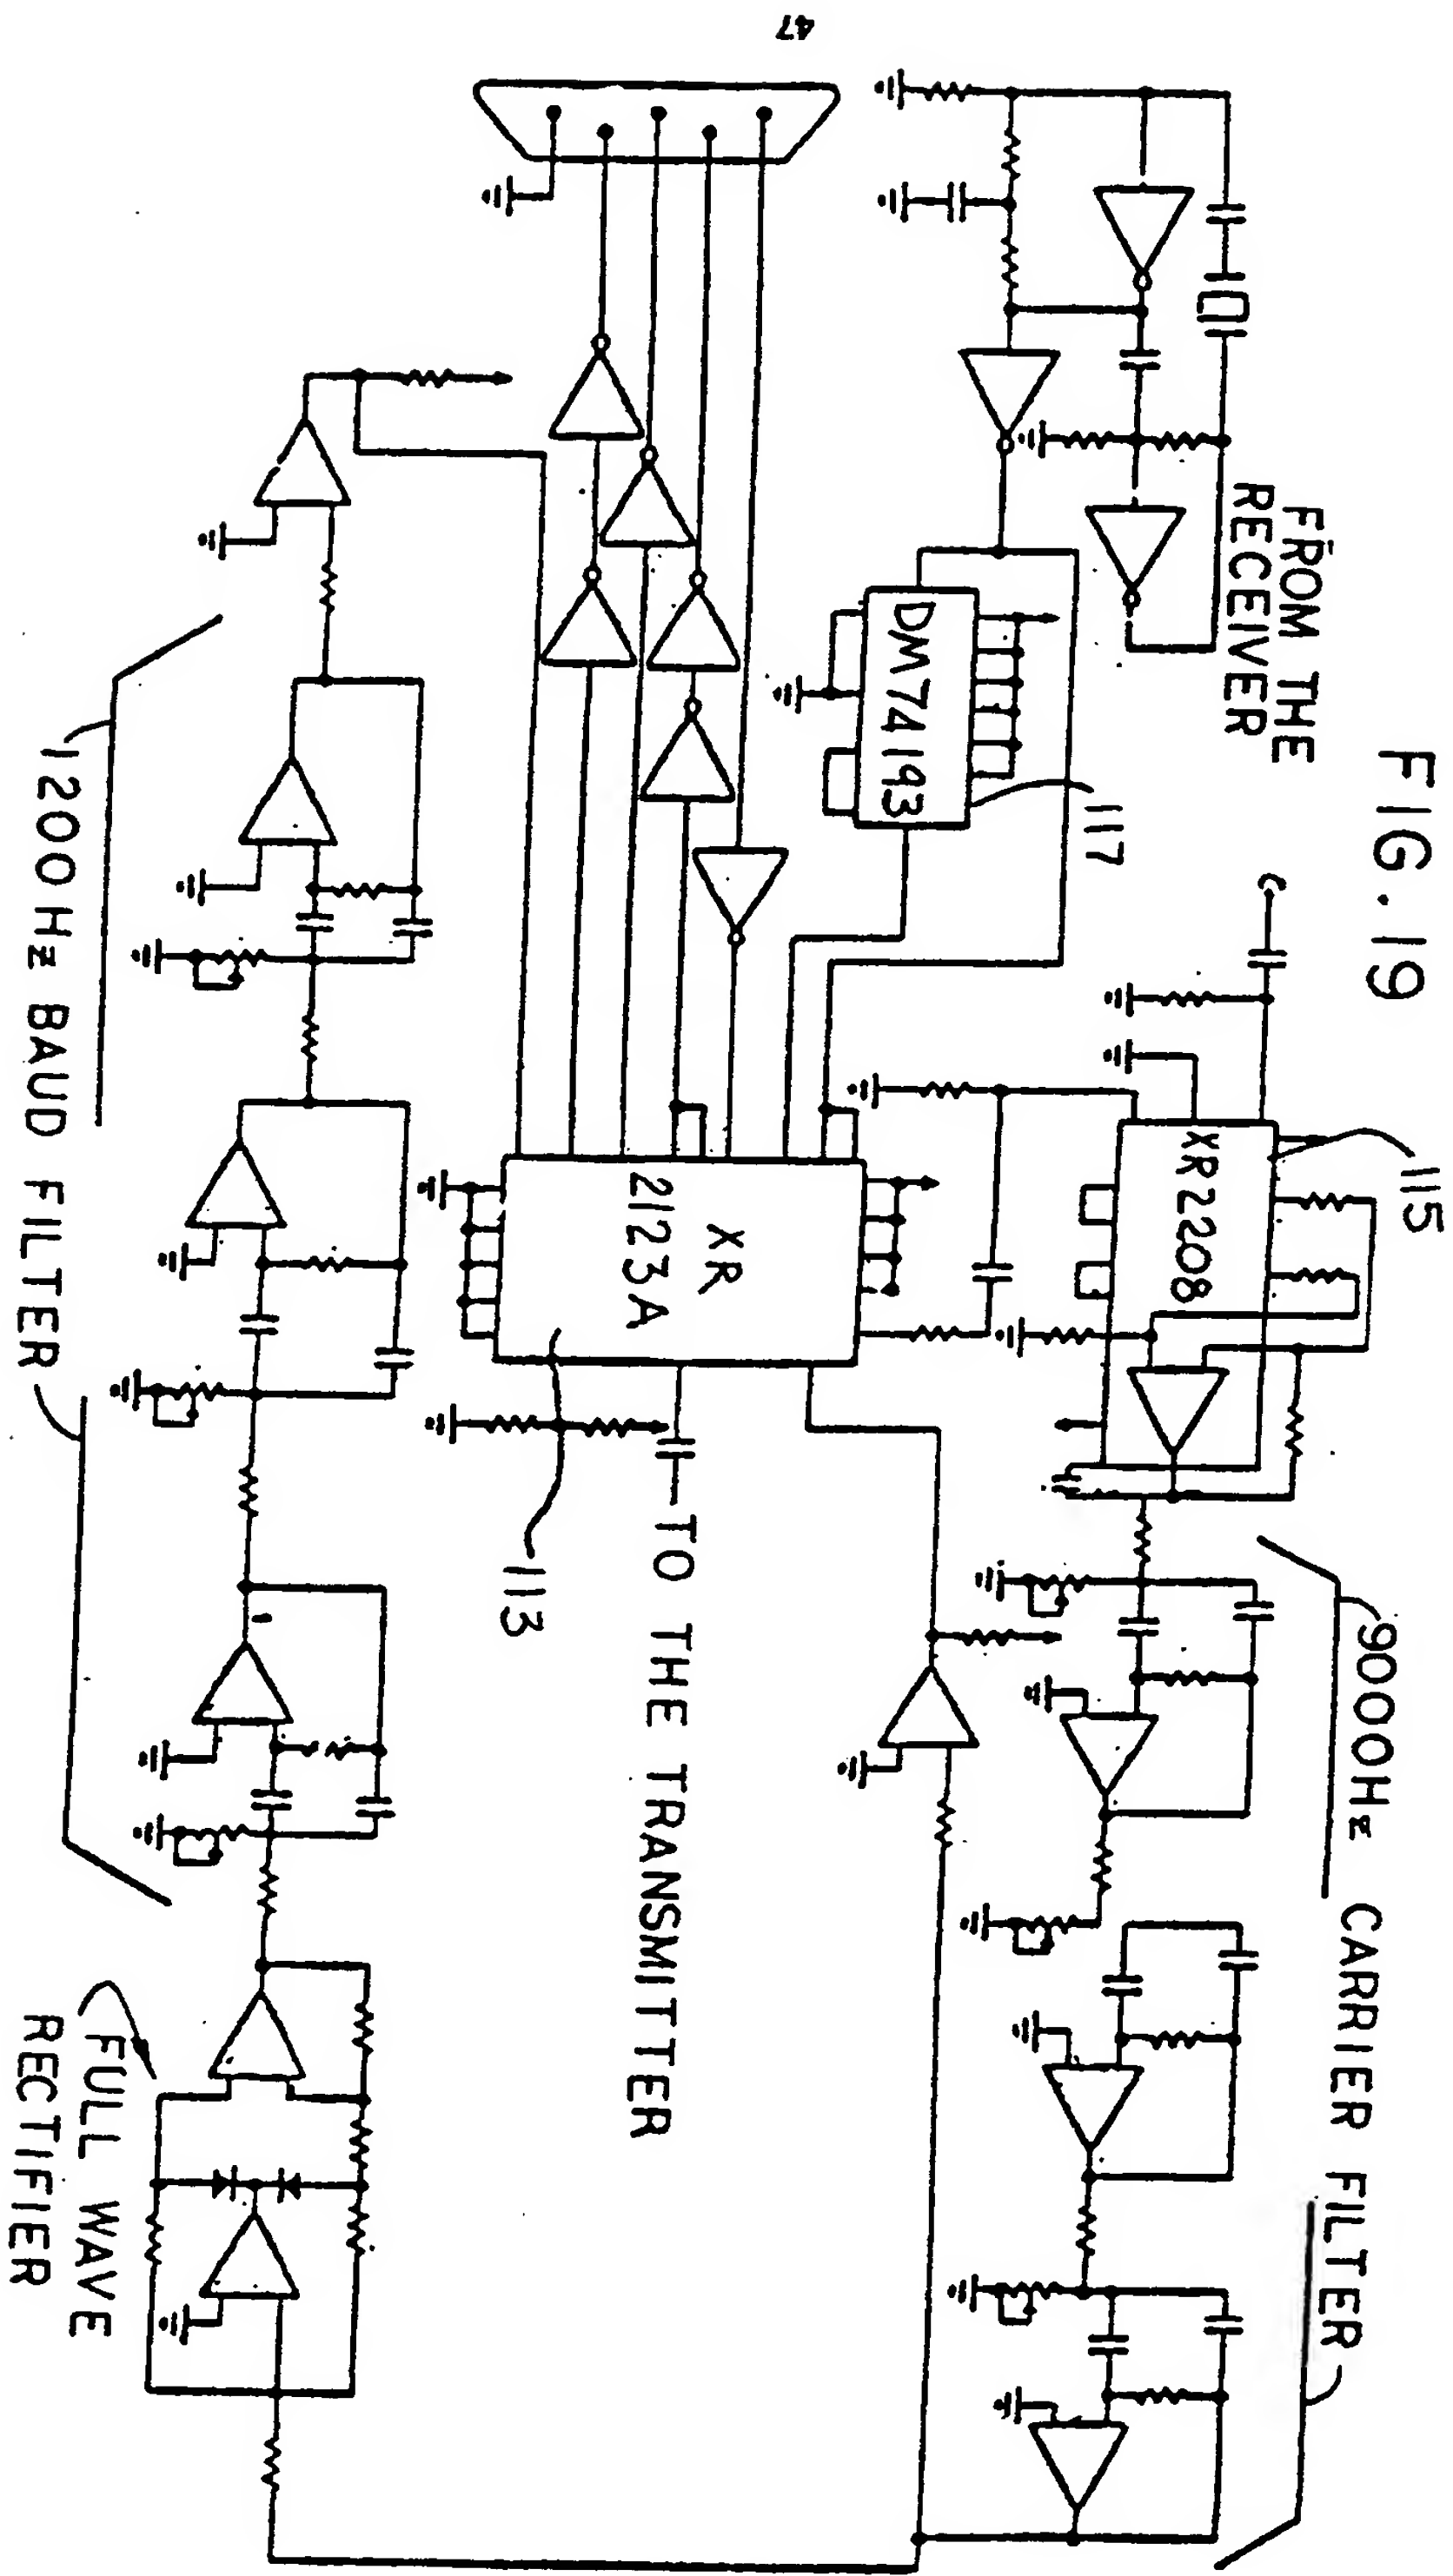 47
FIG. 19
FROM THE
RECEIVER
DM74193
117
XR2208
115
9000Hz CARRIER FILTER
XR
2123A
113
TO THE TRANSMITTER
1200Hz BAUD FILTER
FULL WAVE
RECTIFIER